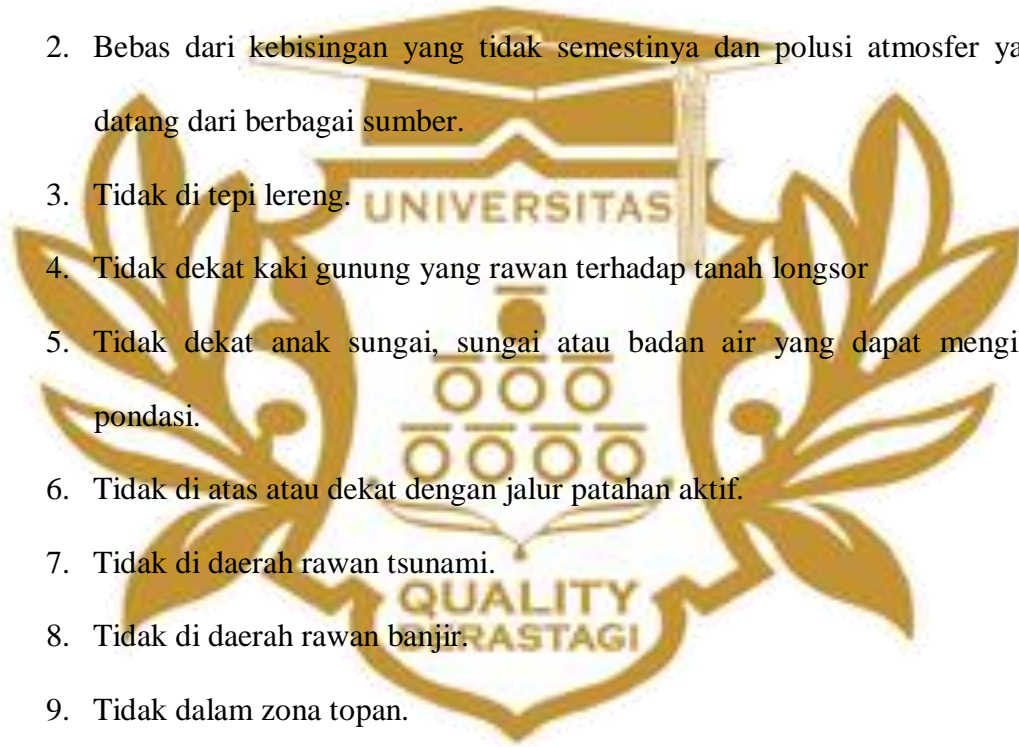 2. Bebas dari kebisingan yang tidak semestinya dan polusi atmosfer ya
datang dari berbagai sumber.
3. Tidak di tepi lereng.
UNIVERSITAS
4. Tidak dekat kaki gunung yang rawan terhadap tanah longsor
5. Tidak dekat anak sungai, sungai atau badan air yang dapat mengi
pondasi.
6. Tidak di atas atau dekat dengan jalur patahan aktif.
7. Tidak di daerah rawan tsunami.
QUALITY
8. Tidak di daerah rawan banjir.
BERASTAGI
9. Tidak dalam zona topan.